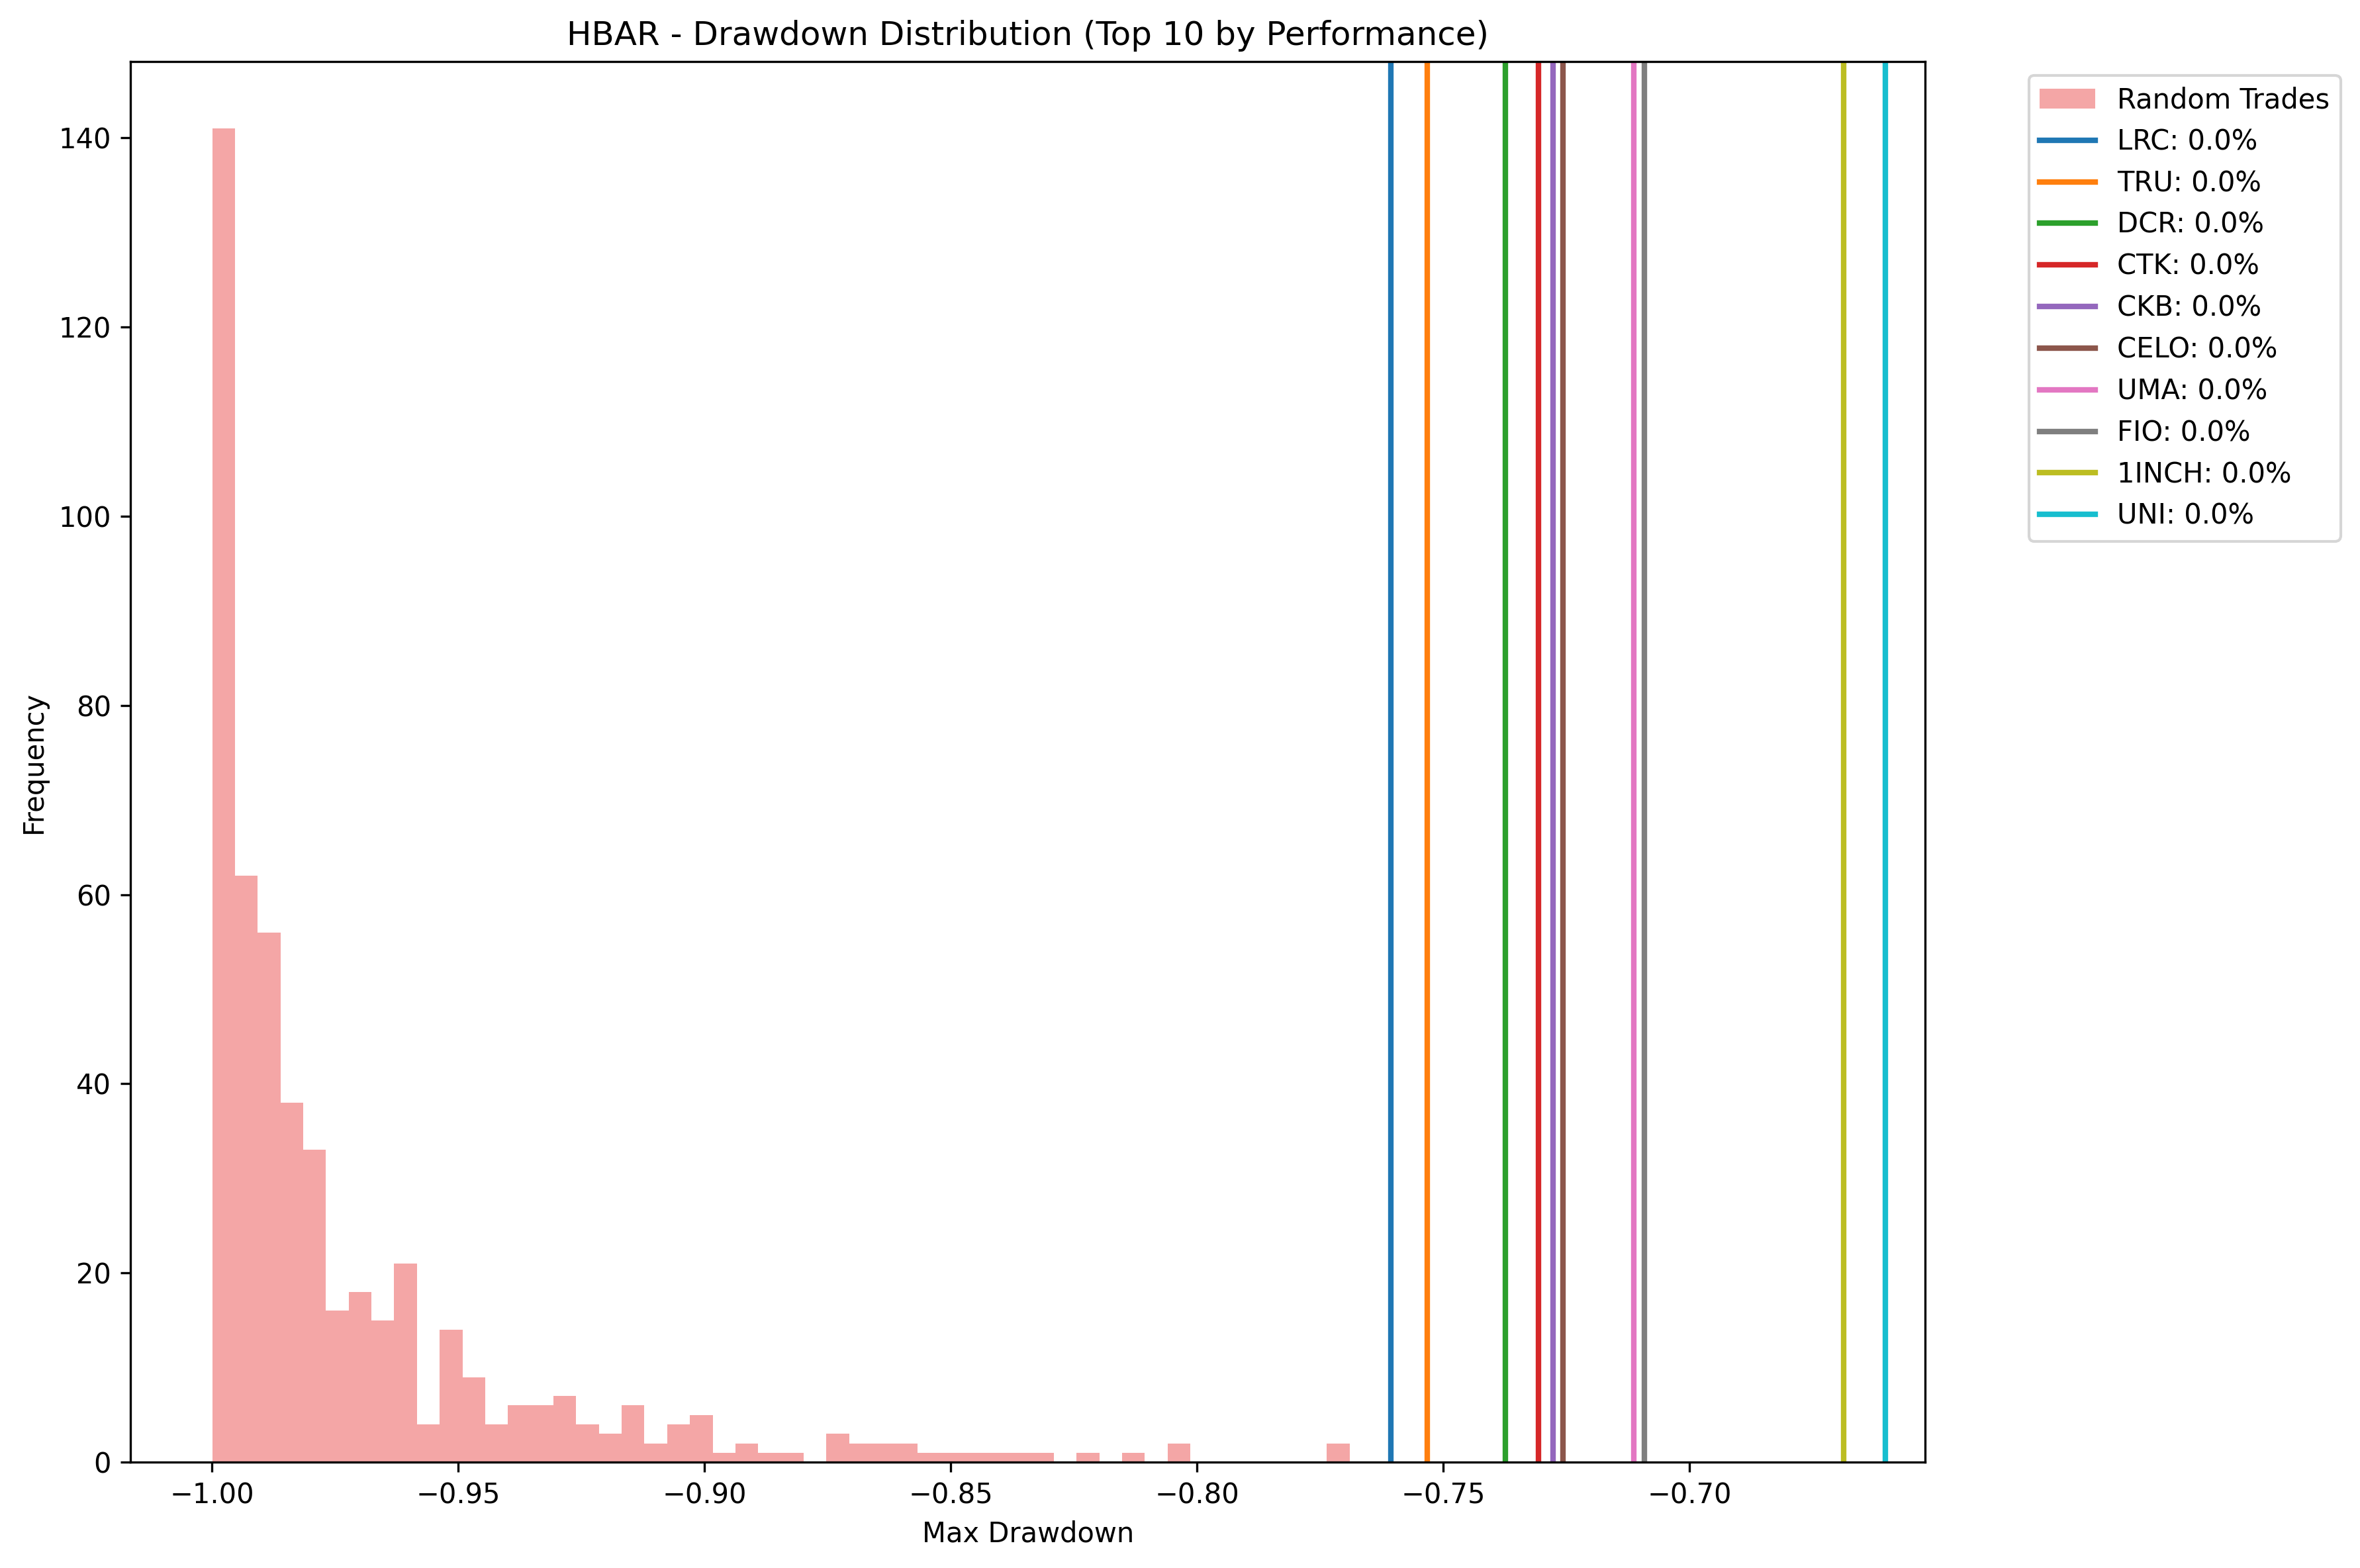 HBAR - Drawdown Distribution (Top 10 by Performance)
Frequency
140
120
100
80
60
40
20
0
−1.00
−0.95
−0.90
−0.85
−0.80
−0.75
−0.70
Max Drawdown
Random Trades
LRC: 0.0%
TRU: 0.0%
DCR: 0.0%
CTK: 0.0%
CKB: 0.0%
CELO: 0.0%
UMA: 0.0%
FIO: 0.0%
1INCH: 0.0%
UNI: 0.0%